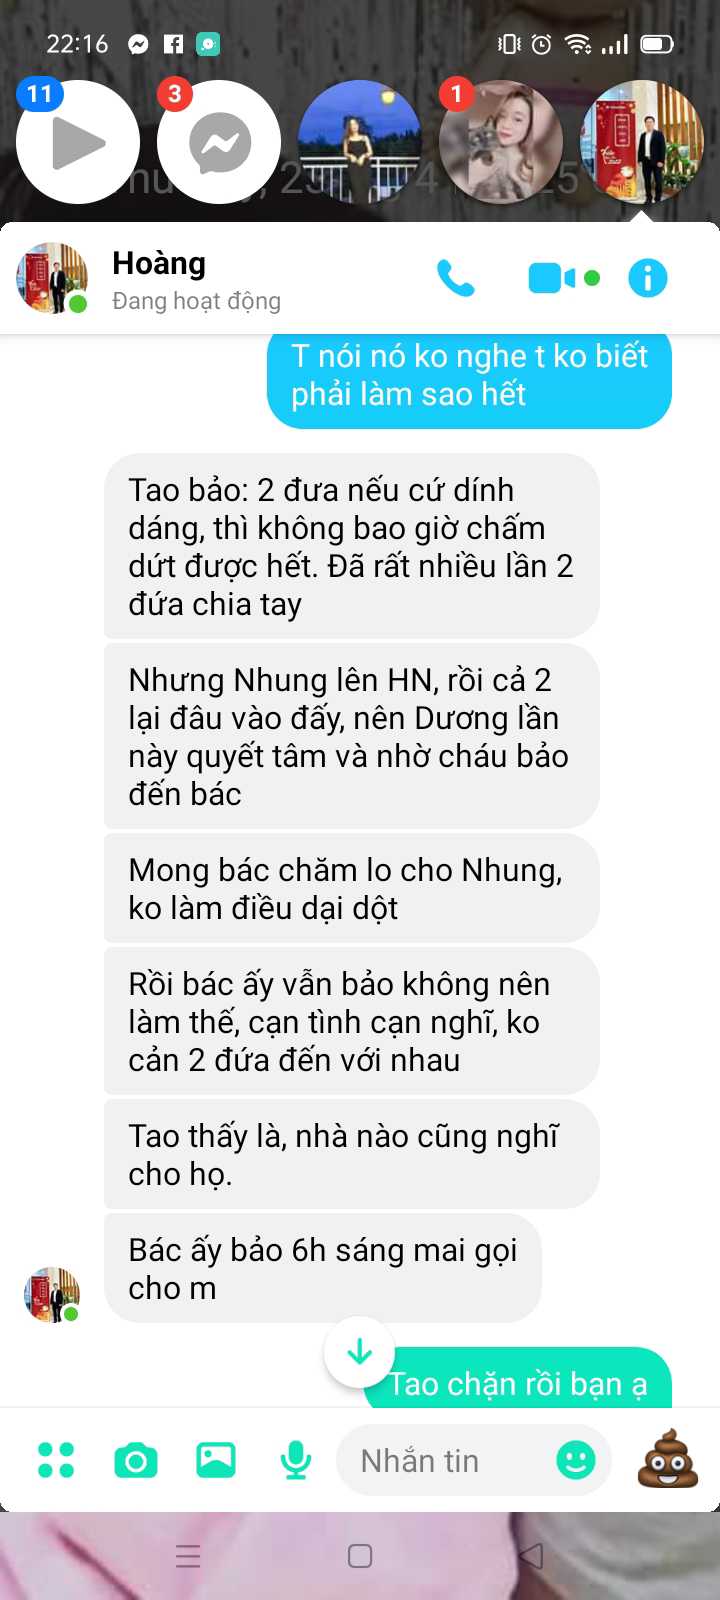 22:16
11
3
1
Hoàng
Đang hoạt động
T nói nó ko nghe t ko biết
phải làm sao hết
Tao bảo: 2 đưa nếu cứ dính
dáng, thì không bao giờ chấm
dứt được hết. Đã rất nhiều lần 2
đứa chia tay
Nhưng Nhung lên HN, rồi cả 2
lại đâu vào đấy, nên Dương lần
này quyết tâm và nhờ cháu bảo
đến bác
Mong bác chăm lo cho Nhung,
ko làm điều dại dột
Rồi bác ấy vẫn bảo không nên
làm thế, cạn tình cạn nghĩ, ko
cản 2 đứa đến với nhau
Tao thấy là, nhà nào cũng nghĩ
cho họ.
Bác ấy bảo 6h sáng mai gọi
cho m
Tao chặn rồi bạn ạ
Nhắn tin